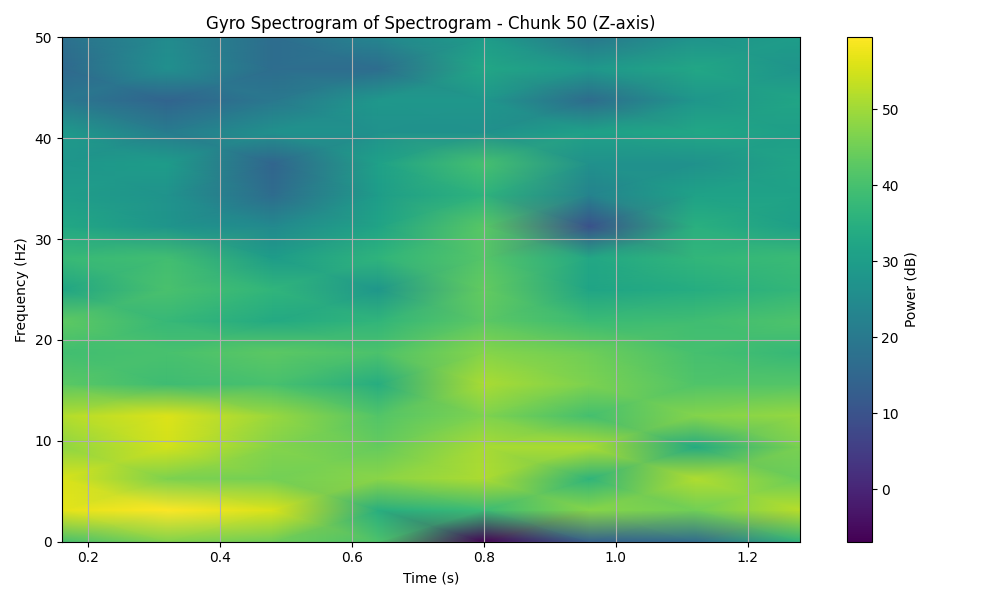 Gyro Spectrogram of Spectrogram - Chunk 50 (Z-axis)
50
40
30
20
10
0
Frequency (Hz)
0.2 0.4 0.6 0.8 1.0 1.2
Time (s)
50
40
30
20
10
0
Power (dB)